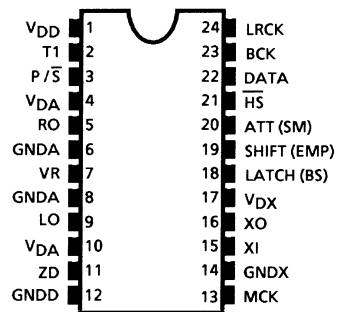 VDD 1 24 LRCK
T1 2 23 BCK
P/S̅ 3 22 DATA
VDA 4 21 H̅S̅
RO 5 20 ATT (SM)
GNDA 6 19 SHIFT (EMP)
VR 7 18 LATCH (BS)
GNDA 8 17 VDX
LO 9 16 XO
VDA 10 15 XI
ZD 11 14 GNDX
GNDD 12 13 MCK